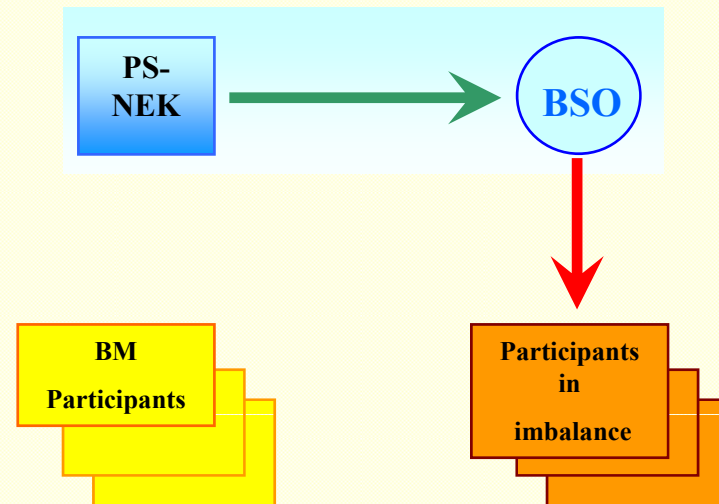 PS-
NEK
BSO
BM
Participants
Participants
in
imbalance